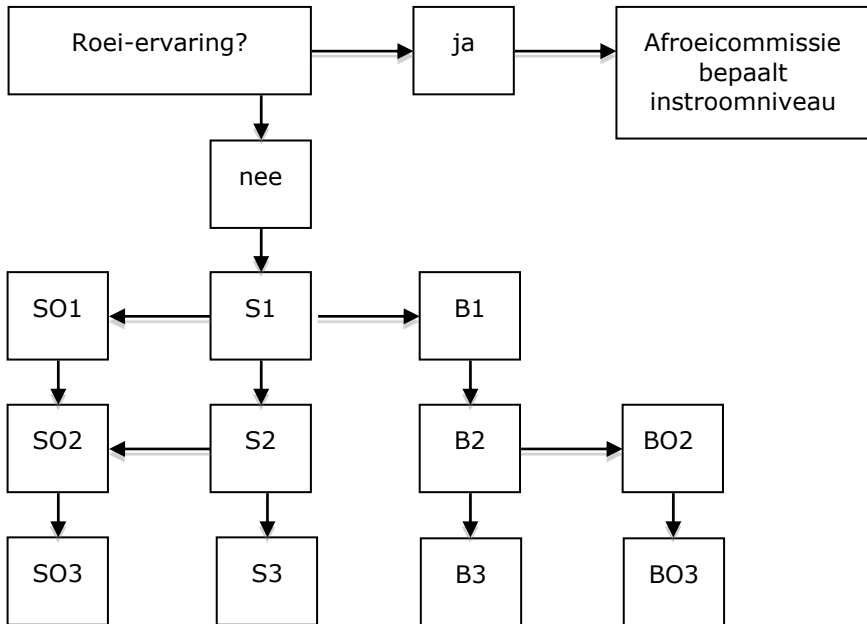 Roei-ervaring?
ja
Afroeicommissie
bepaalt
instroomniveau
nee
SO1
S1
B1
SO2
S2
B2
BO2
SO3
S3
B3
BO3